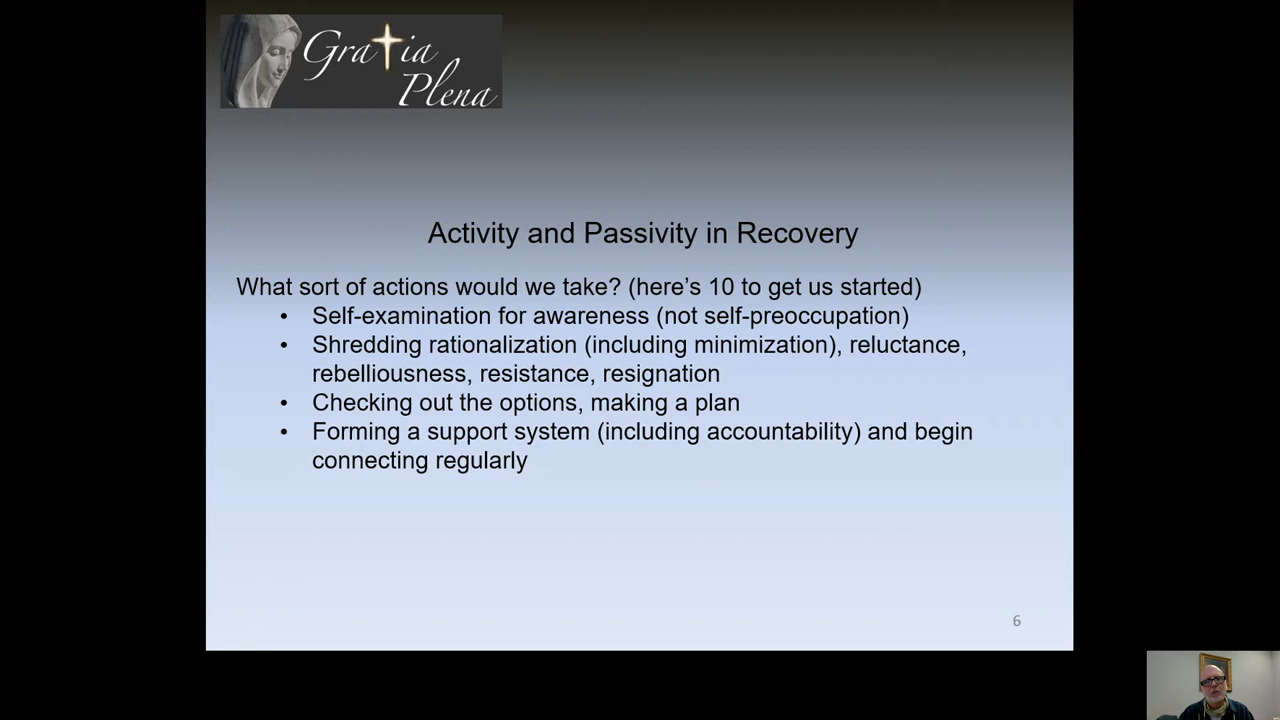 Gratia
Plena
Activity and Passivity in Recovery
What sort of actions would we take? (here's 10 to get us started)
• Self-examination for awareness (not self-preoccupation)
• Shredding rationalization (including minimization), reluctance,
rebelliousness, resistance, resignation
• Checking out the options, making a plan
• Forming a support system (including accountability) and begin
connecting regularly
6